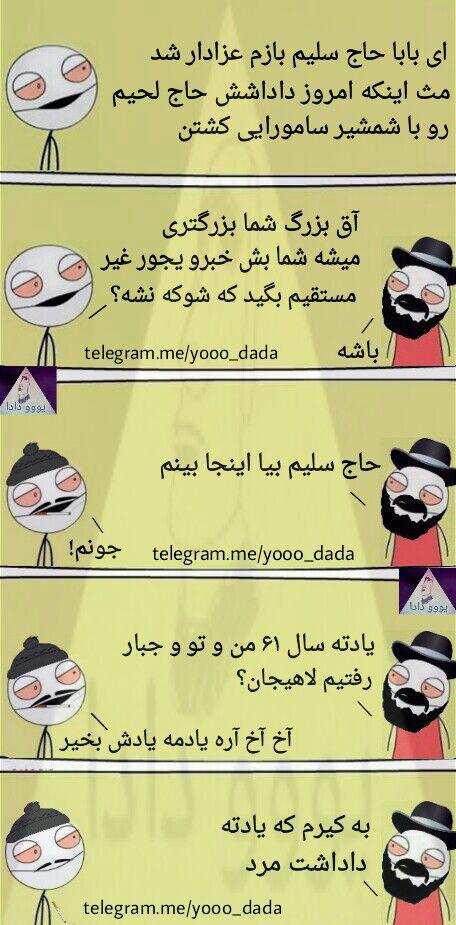 ای بابا حاج سلیم بازم عزادار شد
مث اینکه امروز داداشش حاج لحیم
رو با شمشیر سامورایی کشتن
آق بزرگ شما بزرگتری
میشه شما بش خبرو یجور غیر
مستقیم بگید که شوکه نشه؟
باشه
telegram.me/yooo_dada
یووو دادا
حاج سلیم بیا اینجا بینم
جونم!
telegram.me/yooo_dada
یووو دادا
یادته سال ۶۱ من و تو و جبار
رفتیم لاهیجان؟
آخ آخ آره یادمه یادش بخیر
به کیرم که یادته
داداشت مرد
telegram.me/yooo_dada
یووو دادا